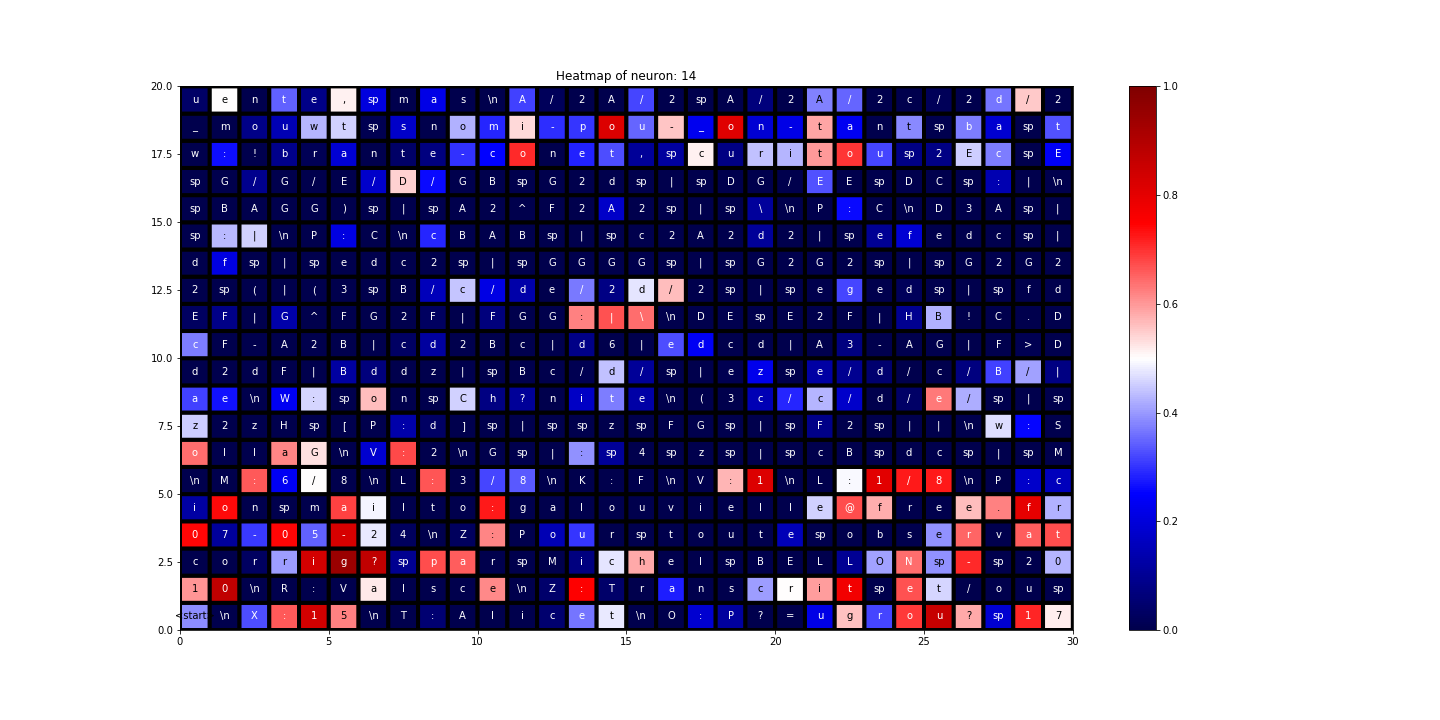 Heatmap of neuron: 14
20.0 u e n t e , sp m a s \n A / 2 A / 2 sp A / 2 A / 2 c / 2 d / 2 1.0
_ m o u w t sp s n o m i - p o u - _ o n - t a n t sp b a sp t
17.5 w : ! b r a n t e - c o n e t , sp c u r i t o u sp 2 E c sp E
sp G / G / E / D / G B sp G 2 d sp | sp D G / E E sp D C sp : | \n
15.0 sp B A G G ) sp | sp A 2 ^ F 2 A 2 sp | sp \ \n P : C \n D 3 A sp | 0.8
sp : | \n P : C \n c B A B sp | sp c 2 A 2 d 2 | sp e f e d c sp |
d f sp | sp e d c 2 sp | sp G G G G sp | sp G 2 G 2 sp | sp G 2 G 2
12.5 2 sp ( | ( 3 sp B / c / d e / 2 d / 2 sp | sp e g e d sp | sp f d
E F | G ^ F G 2 F | F G G : | \ \n D E sp E 2 F | H B ! C . D 0.6
10.0 c F - A 2 B | c d 2 B c | d 6 | e d c d | A 3 - A G | F > D
d 2 d F | B d d z | sp B c / d / sp | e z sp e / d / c / B / |
a e \n W : sp o n sp C h ? n i t e \n ( 3 c / c / d / e / sp | sp 0.4
7.5 z 2 z H sp [ P : d ] sp | sp sp z sp F G sp | sp F 2 sp | | \n w : S
o l l a G \n V : 2 \n G sp | : sp 4 sp z sp | sp c B sp d c sp | sp M
5.0 \n M : 6 / 8 \n L : 3 / 8 \n K : F \n V : 1 \n L : 1 / 8 \n P : c
i o n sp m a i l t o : g a l o u v i e l l e @ f r e e . f r 0.2
0 7 - 0 5 - 2 4 \n Z : P o u r sp t o u t e sp o b s e r v a t
2.5 c o r r i g ? sp p a r sp M i c h e l sp B E L L O N sp - sp 2 0
1 0 \n R : V a l s c e \n Z : T r a n s c r i t sp e t / o u sp
0.0 <start \n X : 1 5 \n T : A l i c e t \n O : P ? = u g r o u ? sp 1 7 0.0
0 5 10 15 20 25 30